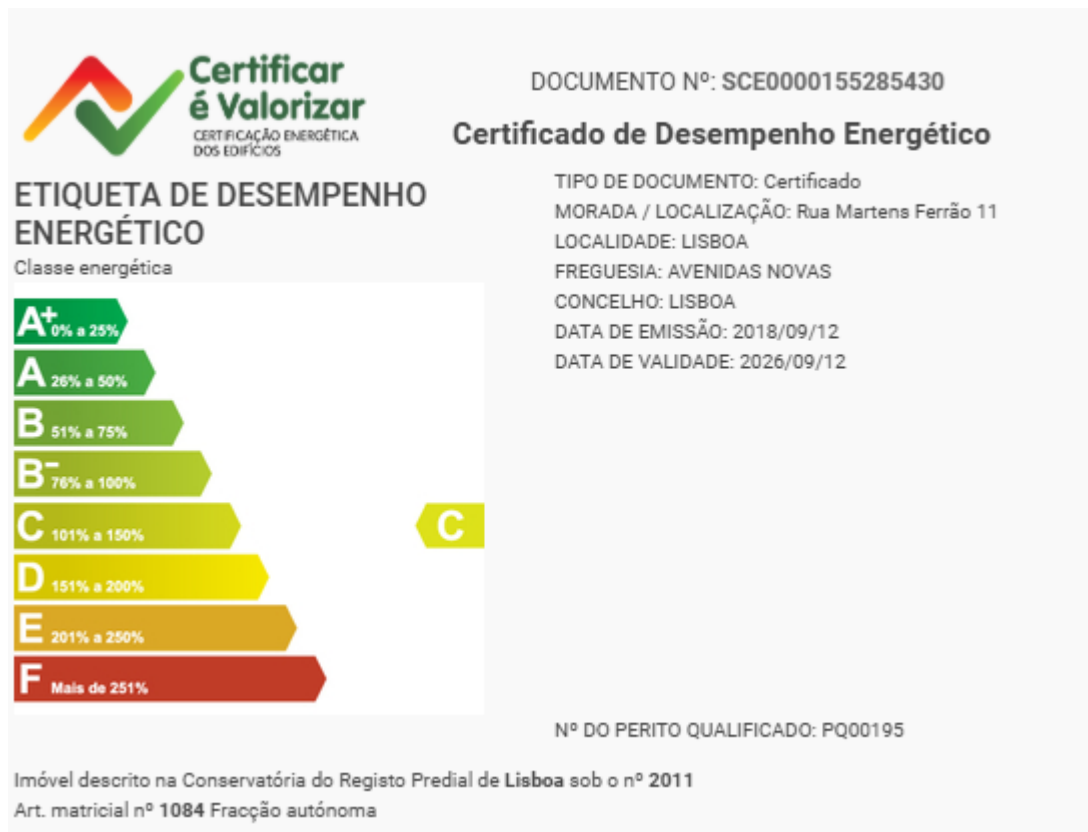 Certificar
é Valorizar
CERTIFICAÇÃO ENERGÉTICA
DOS EDIFÍCIOS
DOCUMENTO Nº: SCE0000155285430
Certificado de Desempenho Energético
ETIQUETA DE DESEMPENHO
ENERGÉTICO
Classe energética
TIPO DE DOCUMENTO: Certificado
MORADA / LOCALIZAÇÃO: Rua Martens Ferrão 11
LOCALIDADE: LISBOA
FREGUESIA: AVENIDAS NOVAS
CONCELHO: LISBOA
DATA DE EMISSÃO: 2018/09/12
DATA DE VALIDADE: 2026/09/12
A+ 0% a 25%
A 26% a 50%
B 51% a 75%
B- 76% a 100%
C 101% a 150%
C
D 151% a 200%
E 201% a 250%
F Mais de 251%
Nº DO PERITO QUALIFICADO: PQ00195
Imóvel descrito na Conservatória do Registo Predial de Lisboa sob o nº 2011
Art. matricial nº 1084 Fracção autónoma